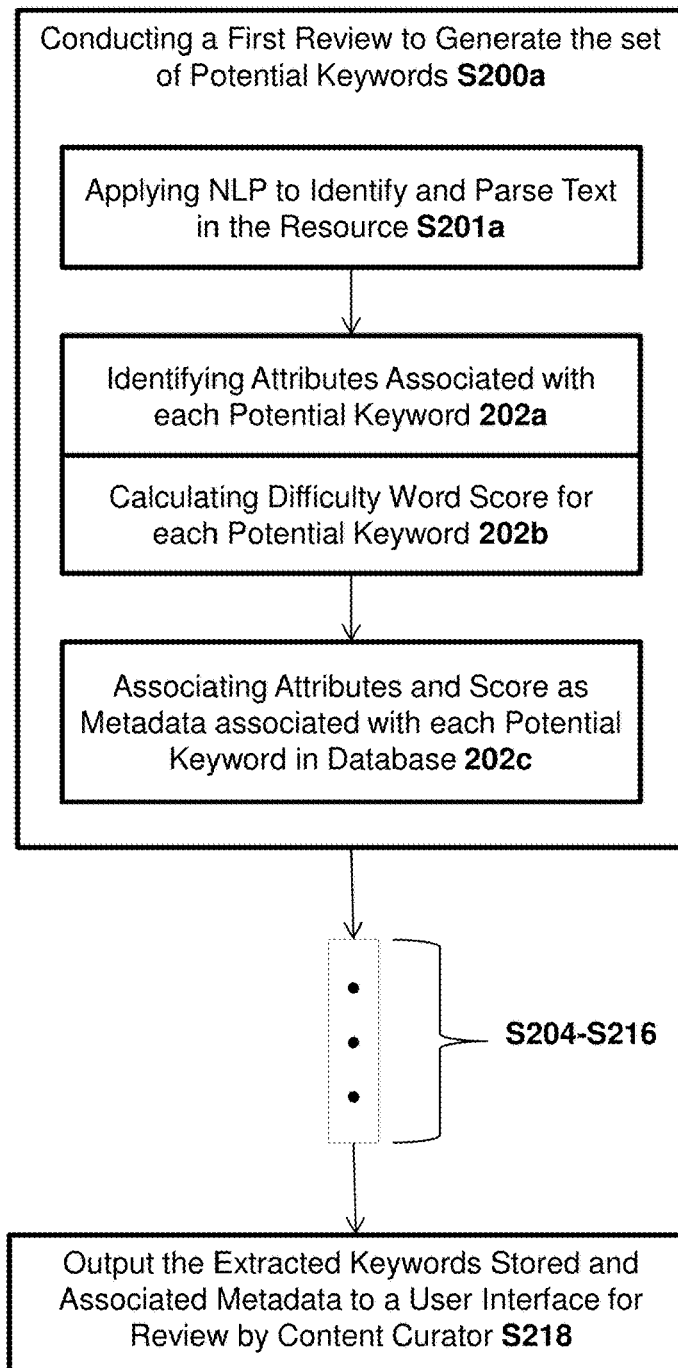 Conducting a First Review to Generate the set
of Potential Keywords S200a
Applying NLP to Identify and Parse Text
in the Resource S201a
Identifying Attributes Associated with
each Potential Keyword 202a
Calculating Difficulty Word Score for
each Potential Keyword 202b
Associating Attributes and Score as
Metadata associated with each Potential
Keyword in Database 202c
S204-S216
Output the Extracted Keywords Stored and
Associated Metadata to a User Interface for
Review by Content Curator S218